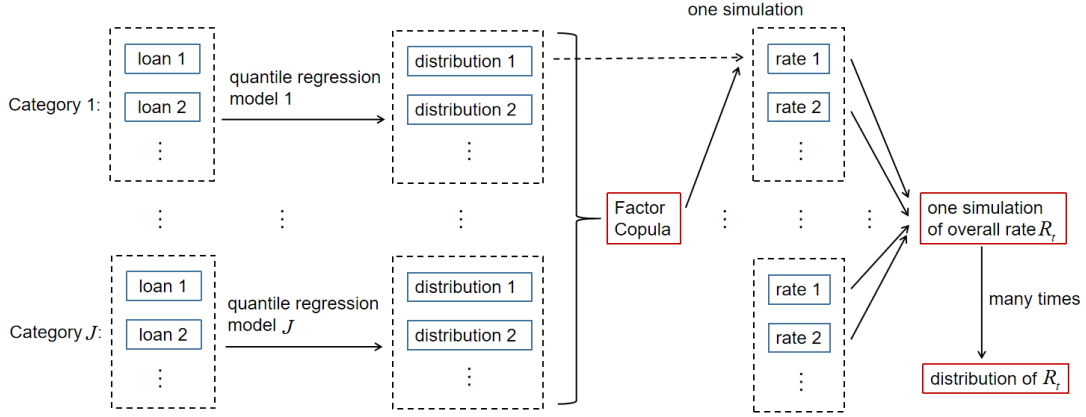 one simulation
Category 1:
loan 1
loan 2
⋮
quantile regression
model 1
distribution 1
distribution 2
⋮
rate 1
rate 2
⋮
⋮
⋮
⋮
Factor
Copula
⋮
⋮
⋮
one simulation
of overall rate R_t
Category J:
loan 1
loan 2
⋮
quantile regression
model J
distribution 1
distribution 2
⋮
rate 1
rate 2
⋮
many times
distribution of R_t